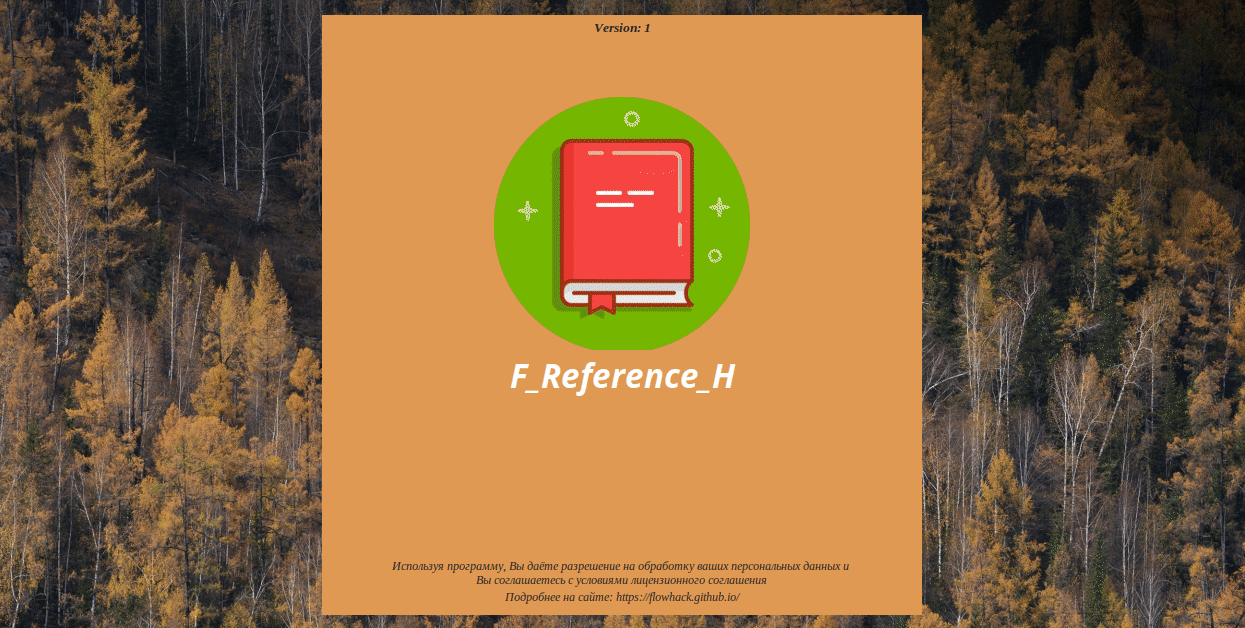 Version: 1
F_Reference_H
Используя программу, Вы даёте разрешение на обработку ваших персональных данных и
Вы соглашаетесь с условиями лицензионного соглашения
Подробнее на сайте: https://flowhack.github.io/